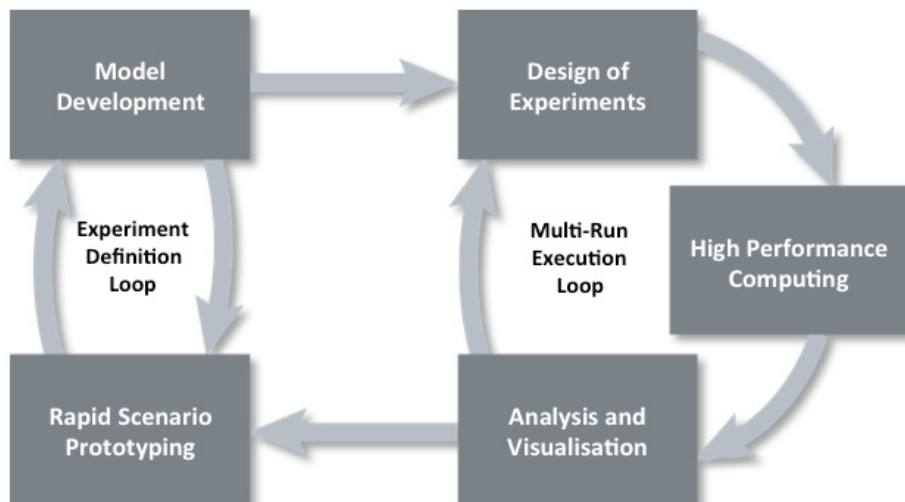 Model
Development
Design of
Experiments
Experiment
Definition
Loop
Multi-Run
Execution
Loop
High Performance
Computing
Rapid Scenario
Prototyping
Analysis and
Visualisation